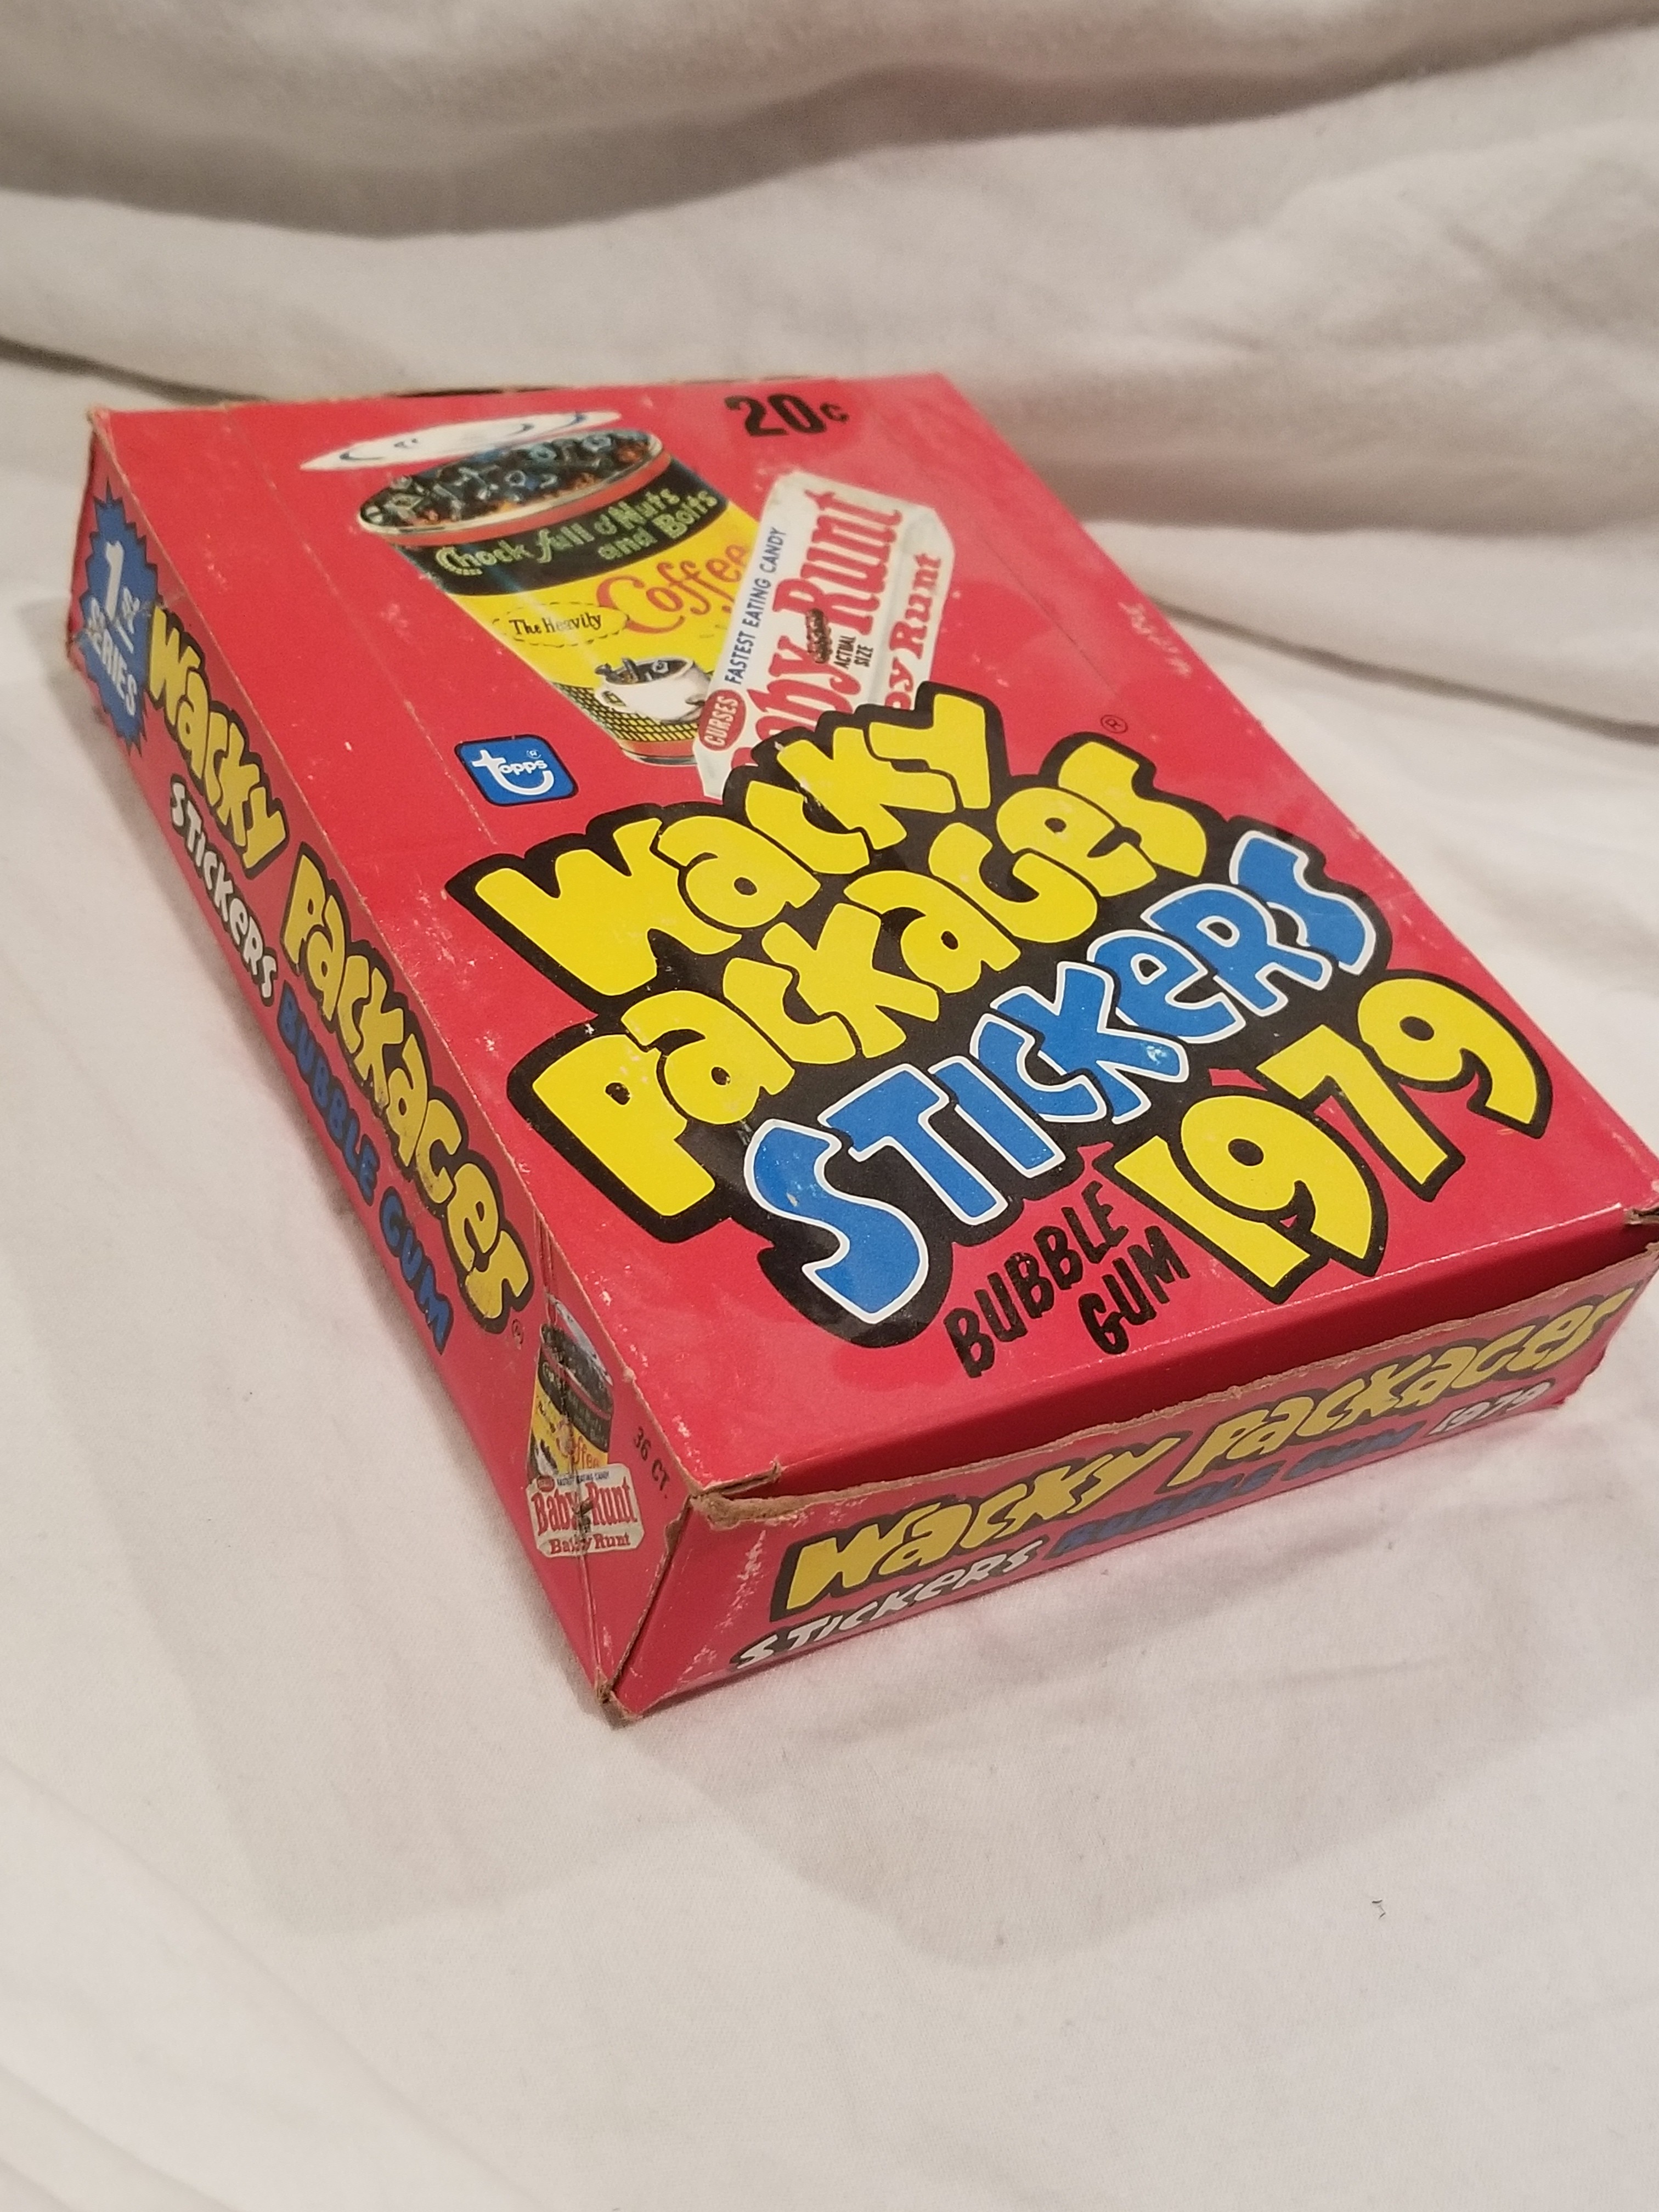 20¢
Chock full o' Nuts
and Bolts
Coffee
The Heavily
CURSES
FASTEST EATING CANDY
Baby Runt
ACTUAL
SIZE
Baby Runt
topps®
Wacky
Packages®
STICKERS
1979
BUBBLE
GUM
1st
SERIES
Wacky Packages®
STICKERS BUBBLE GUM
Coffee
Baby Runt
Baby Runt
36 CT.
Wacky Packages
STICKERS BUBBLE GUM 1979